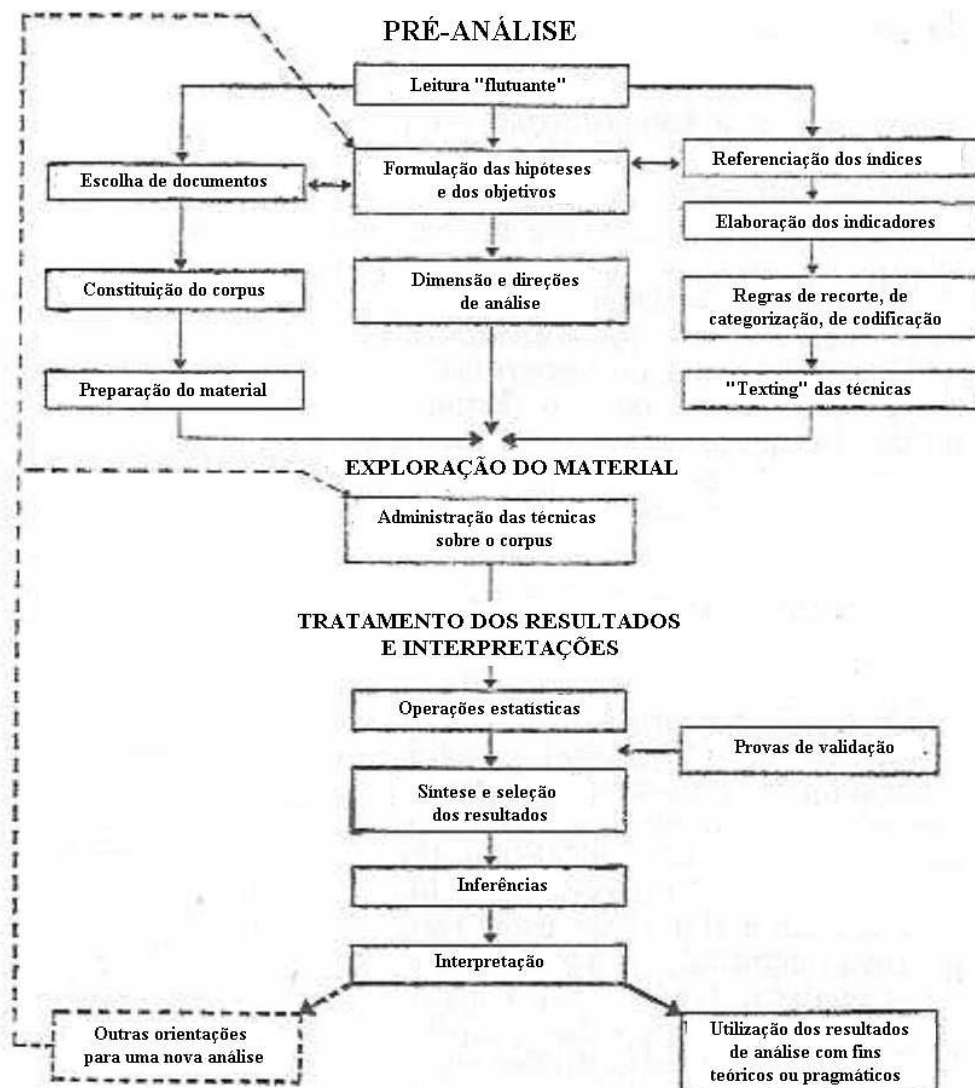 PRÉ-ANÁLISE
Leitura "flutuante"
Escolha de documentos
Formulação das hipóteses
e dos objetivos
Referenciação dos índices
Elaboração dos indicadores
Constituição do corpus
Dimensão e direções
de análise
Regras de recorte, de
categorização, de codificação
Preparação do material
"Texting" das técnicas
EXPLORAÇÃO DO MATERIAL
Administração das técnicas
sobre o corpus
TRATAMENTO DOS RESULTADOS
E INTERPRETAÇÕES
Operações estatísticas
Provas de validação
Síntese e seleção
dos resultados
Inferências
Interpretação
Outras orientações
para uma nova análise
Utilização dos resultados
de análise com fins
teóricos ou pragmáticos